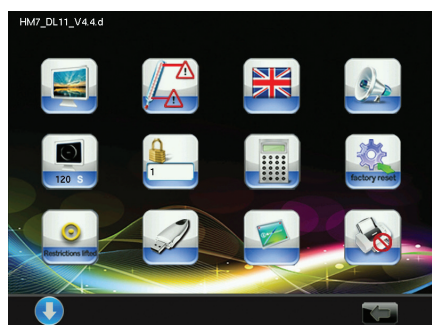 HM7_DL11_V4.4.d
120 S
1
factory reset
Restrictions lifted